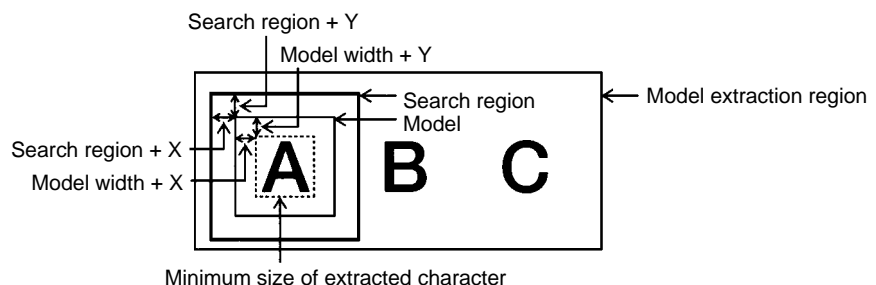 Search region + Y
Model width + Y
Search region
Model extraction region
Model
Search region + X
Model width + X
A B C
Minimum size of extracted character